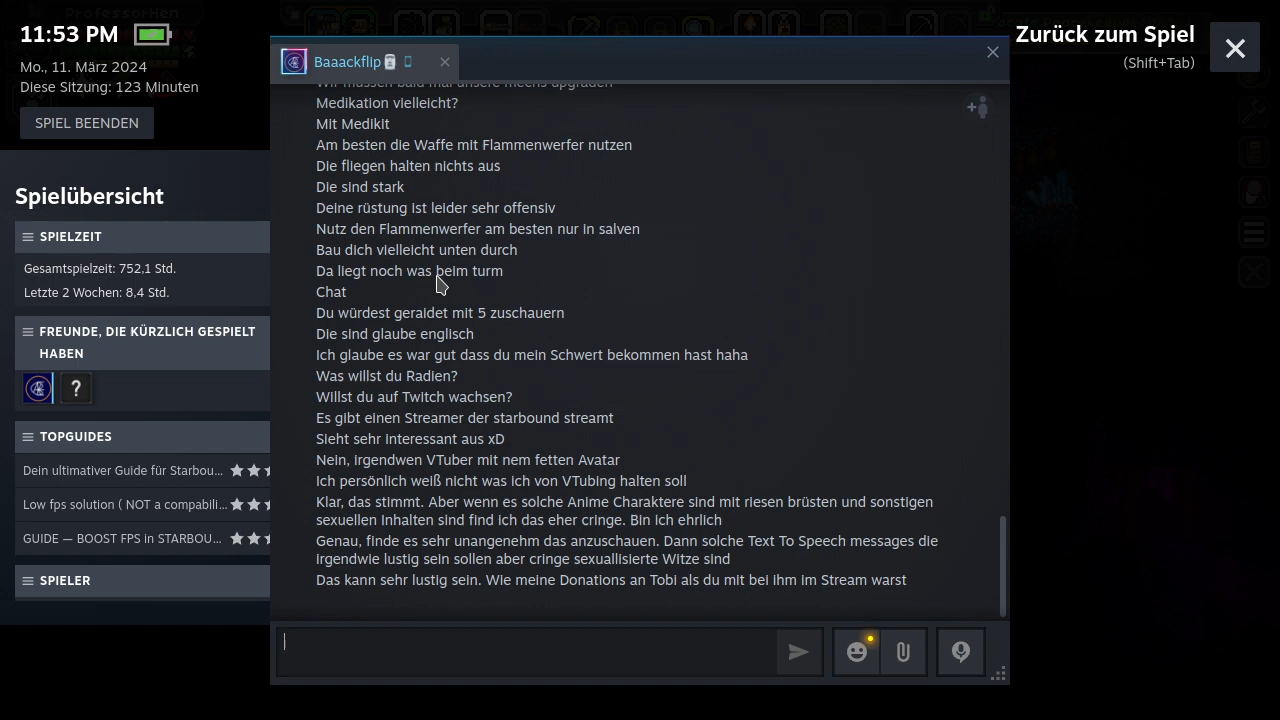 ProfessorHen
11:53 PM
Mo., 11. März 2024
Diese Sitzung: 123 Minuten
SPIEL BEENDEN
Zurück zum Spiel
(Shift+Tab)
Spielübersicht
SPIELZEIT
Gesamtspielzeit: 752,1 Std.
Letzte 2 Wochen: 8,4 Std.
FREUNDE, DIE KÜRZLICH GESPIELT
HABEN
?
TOPGUIDES
Dein ultimativer Guide für Starbou...
Low fps solution ( NOT a compabili...
GUIDE — BOOST FPS in STARBOU...
SPIELER
Baaackflip
Wir müssen bald mal unsere mechs upgraden
Medikation vielleicht?
Mit Medikit
Am besten die Waffe mit Flammenwerfer nutzen
Die fliegen halten nichts aus
Die sind stark
Deine rüstung ist leider sehr offensiv
Nutz den Flammenwerfer am besten nur in salven
Bau dich vielleicht unten durch
Da liegt noch was beim turm
Chat
Du würdest geraidet mit 5 zuschauern
Die sind glaube englisch
Ich glaube es war gut dass du mein Schwert bekommen hast haha
Was willst du Radien?
Willst du auf Twitch wachsen?
Es gibt einen Streamer der starbound streamt
Sieht sehr interessant aus xD
Nein, irgendwen VTuber mit nem fetten Avatar
Ich persönlich weiß nicht was ich von VTubing halten soll
Klar, das stimmt. Aber wenn es solche Anime Charaktere sind mit riesen brüsten und sonstigen
sexuellen Inhalten sind find ich das eher cringe. Bin ich ehrlich
Genau, finde es sehr unangenehm das anzuschauen. Dann solche Text To Speech messages die
irgendwie lustig sein sollen aber cringe sexuallisierte Witze sind
Das kann sehr lustig sein. Wie meine Donations an Tobi als du mit bei ihm im Stream warst